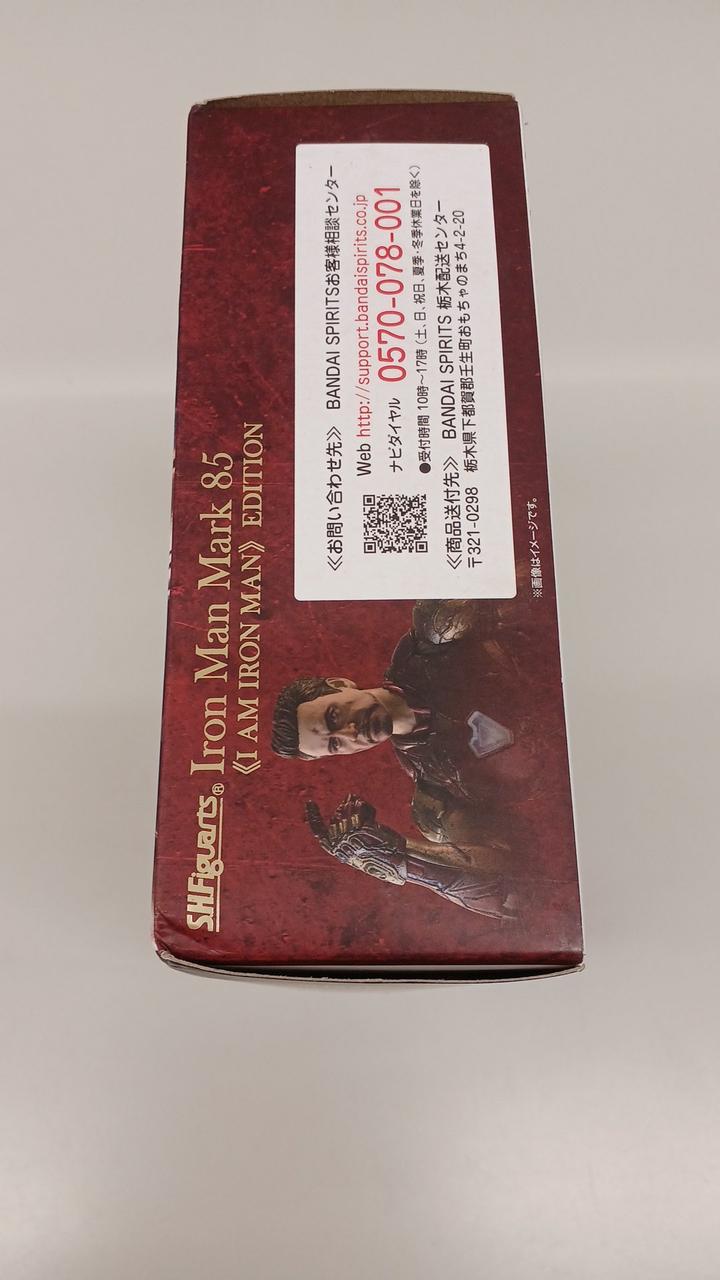 S.H.Figuarts® Iron Man Mark 85
《I AM IRON MAN》 EDITION
≪お問い合わせ先≫ BANDAI SPIRITSお客様相談センター
Web http://support.bandaispirits.co.jp
ナビダイヤル 0570-078-001
●受付時間 10時～17時（土、日、祝日、夏季・冬季休業日を除く）
≪商品送付先≫ BANDAI SPIRITS 栃木配送センター
〒321-0298 栃木県下都賀郡壬生町おもちゃのまち4-2-20
※画像はイメージです。